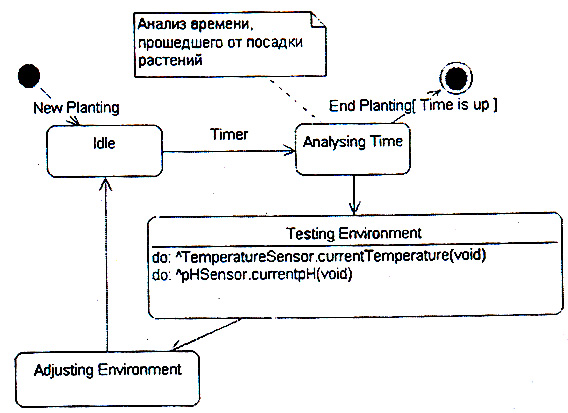 Анализ времени,
прошедшего от посадки
растений
New Planting
End Planting[ Time is up ]
Idle
Timer
Analysing Time
Testing Environment
do: ^TemperatureSensor.currentTemperature(void)
do: ^pHSensor.currentpH(void)
Adjusting Environment